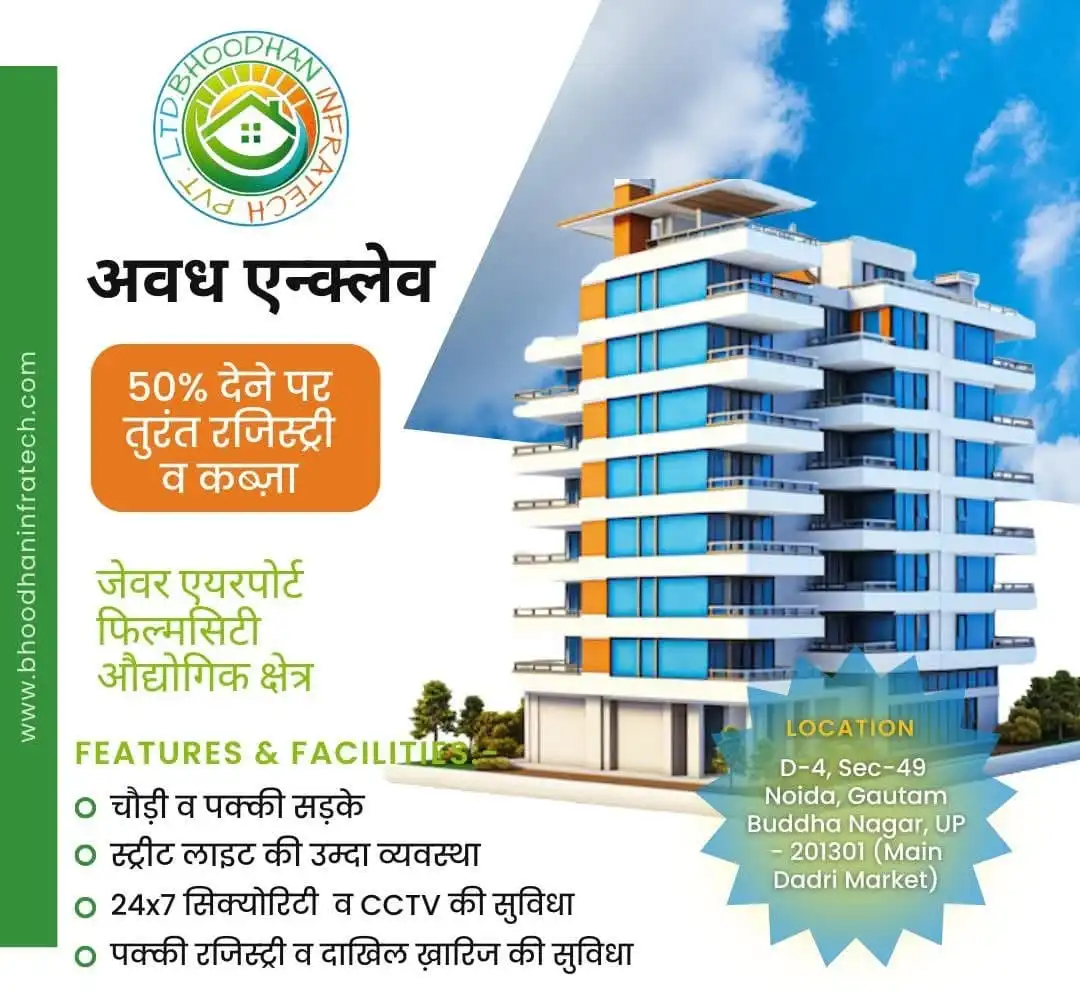 BHOODHAN INFRATECH PVT. LTD.
अवध एन्क्लेव
50% देने पर
तुरंत रजिस्ट्री
व कब्ज़ा
www.bhoodhaninfratech.com
जेवर एयरपोर्ट
फिल्मसिटी
औद्योगिक क्षेत्र
FEATURES & FACILITIES -
चौड़ी व पक्की सड़के
स्ट्रीट लाइट की उम्दा व्यवस्था
24x7 सिक्योरिटी व CCTV की सुविधा
पक्की रजिस्ट्री व दाखिल ख़ारिज की सुविधा
LOCATION
D-4, Sec-49
Noida, Gautam
Buddha Nagar, UP
- 201301 (Main
Dadri Market)